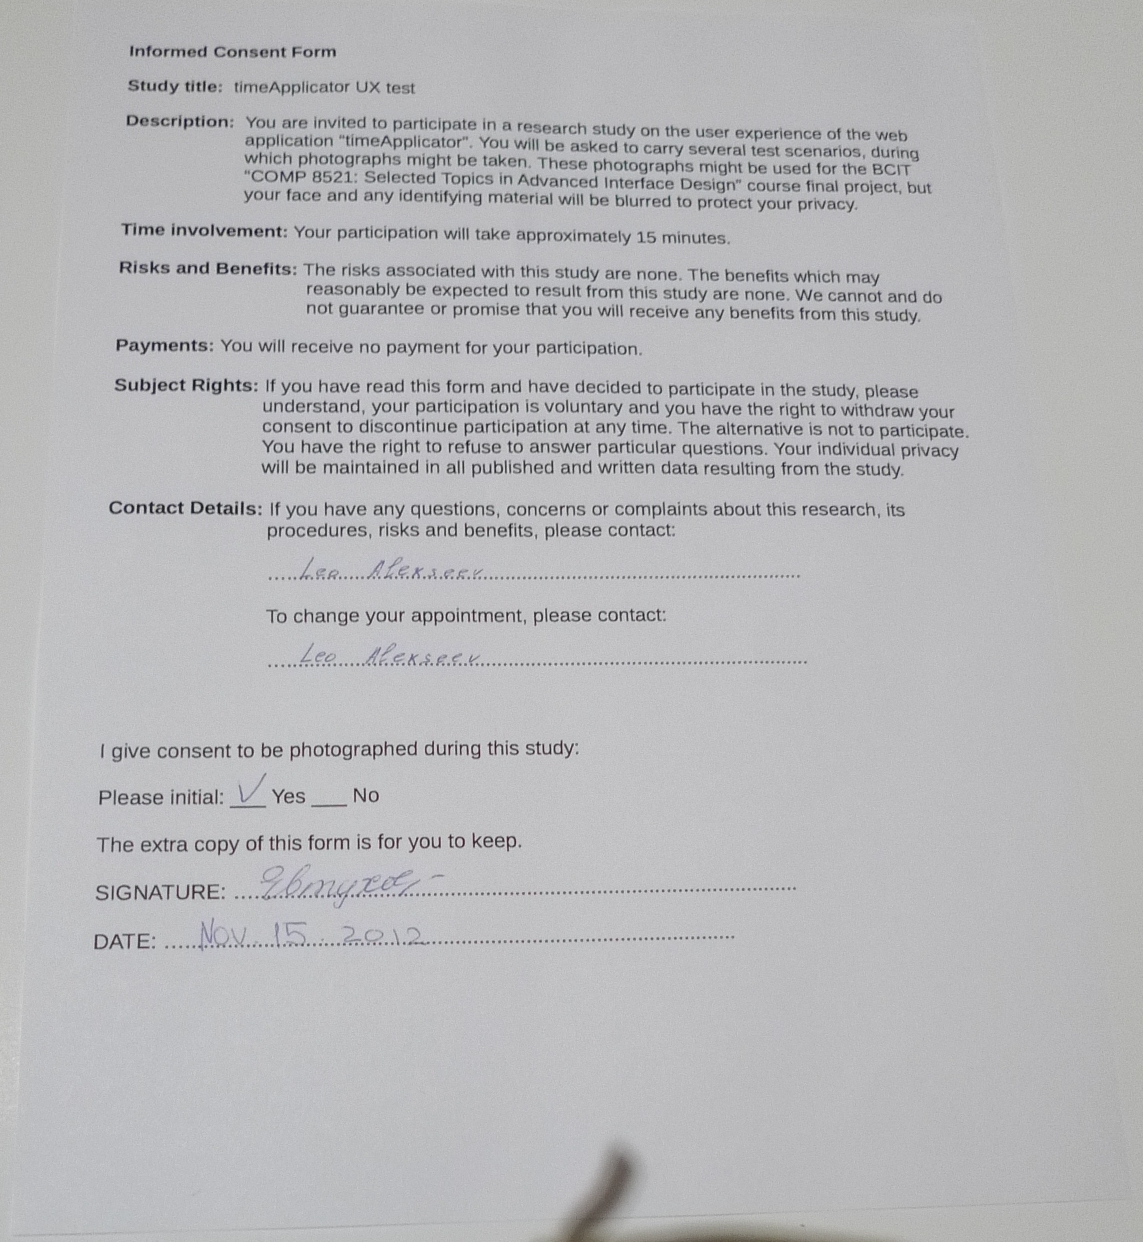 Informed Consent Form
Study title: timeApplicator UX test
Description: You are invited to participate in a research study on the user experience of the web
application "timeApplicator". You will be asked to carry several test scenarios, during
which photographs might be taken. These photographs might be used for the BCIT
"COMP 8521: Selected Topics in Advanced Interface Design" course final project, but
your face and any identifying material will be blurred to protect your privacy.
Time involvement: Your participation will take approximately 15 minutes.
Risks and Benefits: The risks associated with this study are none. The benefits which may
reasonably be expected to result from this study are none. We cannot and do
not guarantee or promise that you will receive any benefits from this study.
Payments: You will receive no payment for your participation.
Subject Rights: If you have read this form and have decided to participate in the study, please
understand, your participation is voluntary and you have the right to withdraw your
consent to discontinue participation at any time. The alternative is not to participate.
You have the right to refuse to answer particular questions. Your individual privacy
will be maintained in all published and written data resulting from the study.
Contact Details: If you have any questions, concerns or complaints about this research, its
procedures, risks and benefits, please contact:
Leo Alekseev
To change your appointment, please contact:
Leo Alekseev
I give consent to be photographed during this study:
Please initial: V Yes ___ No
The extra copy of this form is for you to keep.
SIGNATURE:
DATE: Nov. 15 2012